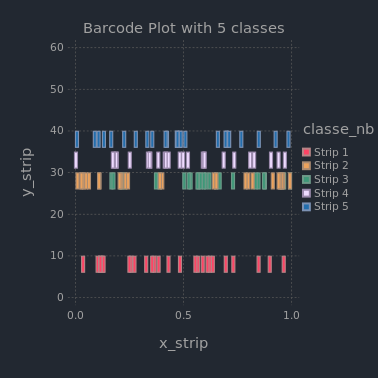 Barcode Plot with 5 classes
60
50
40
30
20
10
0
y_strip
0.0
0.5
1.0
x_strip
classe_nb
Strip 1
Strip 2
Strip 3
Strip 4
Strip 5